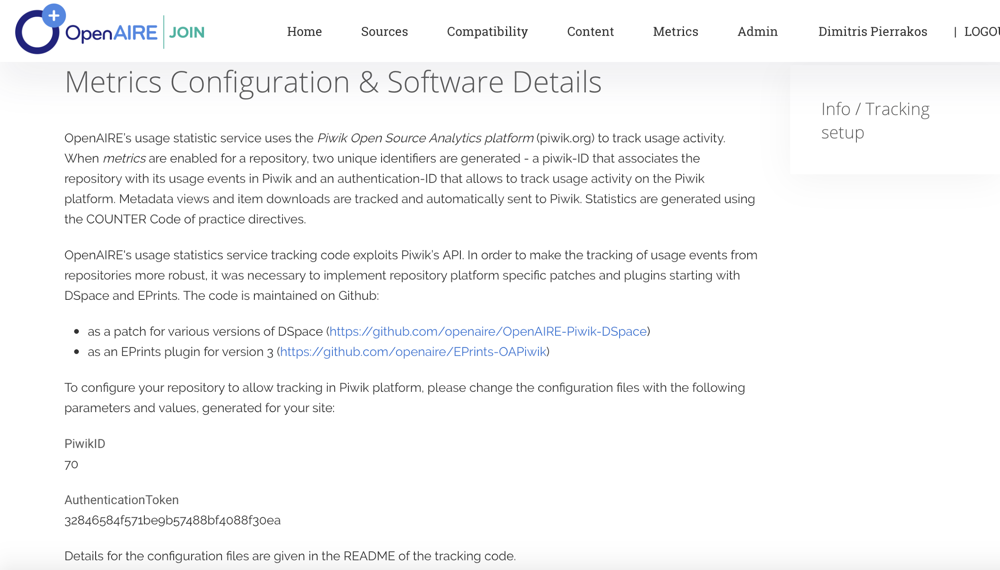 OpenAIRE JOIN
Home Sources Compatibility Content Metrics Admin Dimitris Pierrakos | LOGOU
Metrics Configuration & Software Details
Info / Tracking
setup
OpenAIRE’s usage statistic service uses the Piwik Open Source Analytics platform (piwik.org) to track usage activity.
When metrics are enabled for a repository, two unique identifiers are generated - a piwik-ID that associates the
repository with its usage events in Piwik and an authentication-ID that allows to track usage activity on the Piwik
platform. Metadata views and item downloads are tracked and automatically sent to Piwik. Statistics are generated using
the COUNTER Code of practice directives.
OpenAIRE's usage statistics service tracking code exploits Piwik’s API. In order to make the tracking of usage events from
repositories more robust, it was necessary to implement repository platform specific patches and plugins starting with
DSpace and EPrints. The code is maintained on Github:
• as a patch for various versions of DSpace (https://github.com/openaire/OpenAIRE-Piwik-DSpace)
• as an EPrints plugin for version 3 (https://github.com/openaire/EPrints-OAPiwik)
To configure your repository to allow tracking in Piwik platform, please change the configuration files with the following
parameters and values, generated for your site:
PiwikID
70
AuthenticationToken
32846584f571be9b57488bf4088f30ea
Details for the configuration files are given in the README of the tracking code.